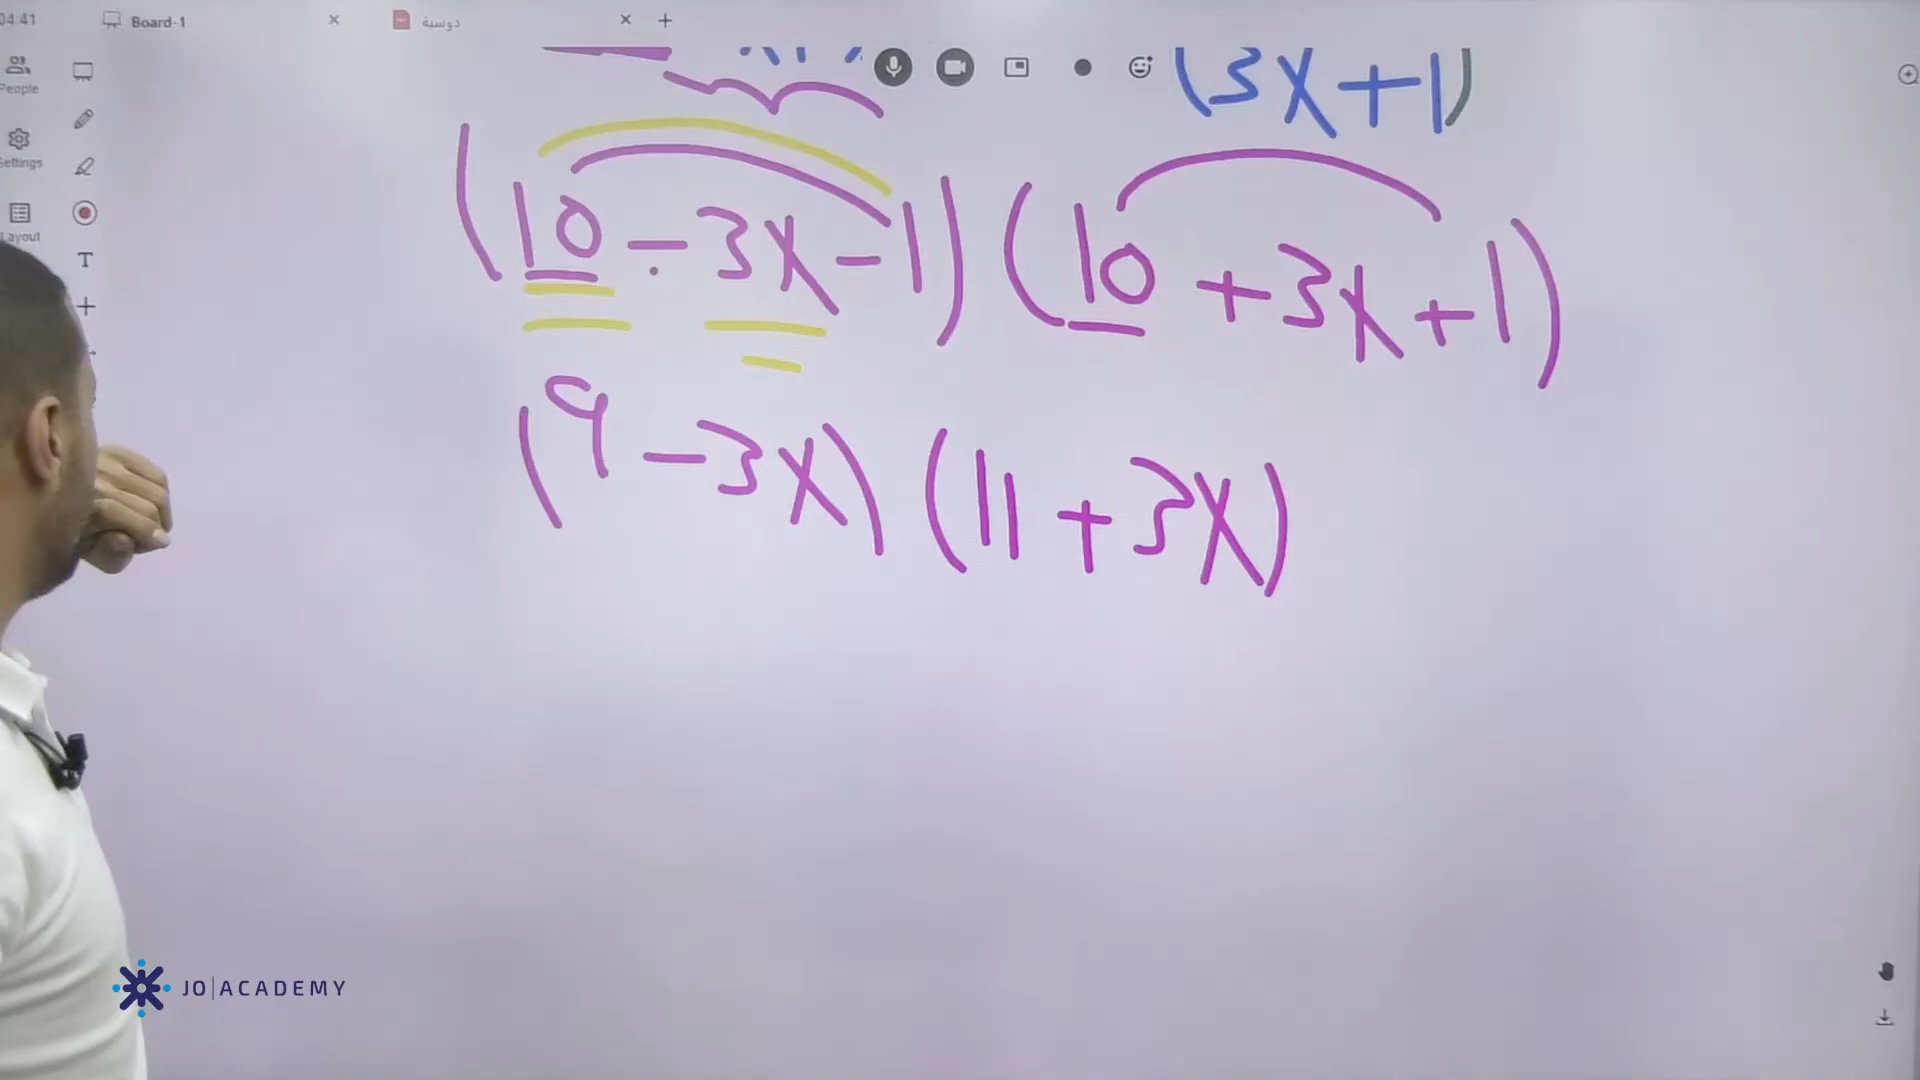 04:41 Board-1 دوسية
People
Settings
Layout
T
(3x+1)
(10 - 3x - 1) (10 + 3x + 1)
(9 - 3x) (11 + 3x)
JO|ACADEMY